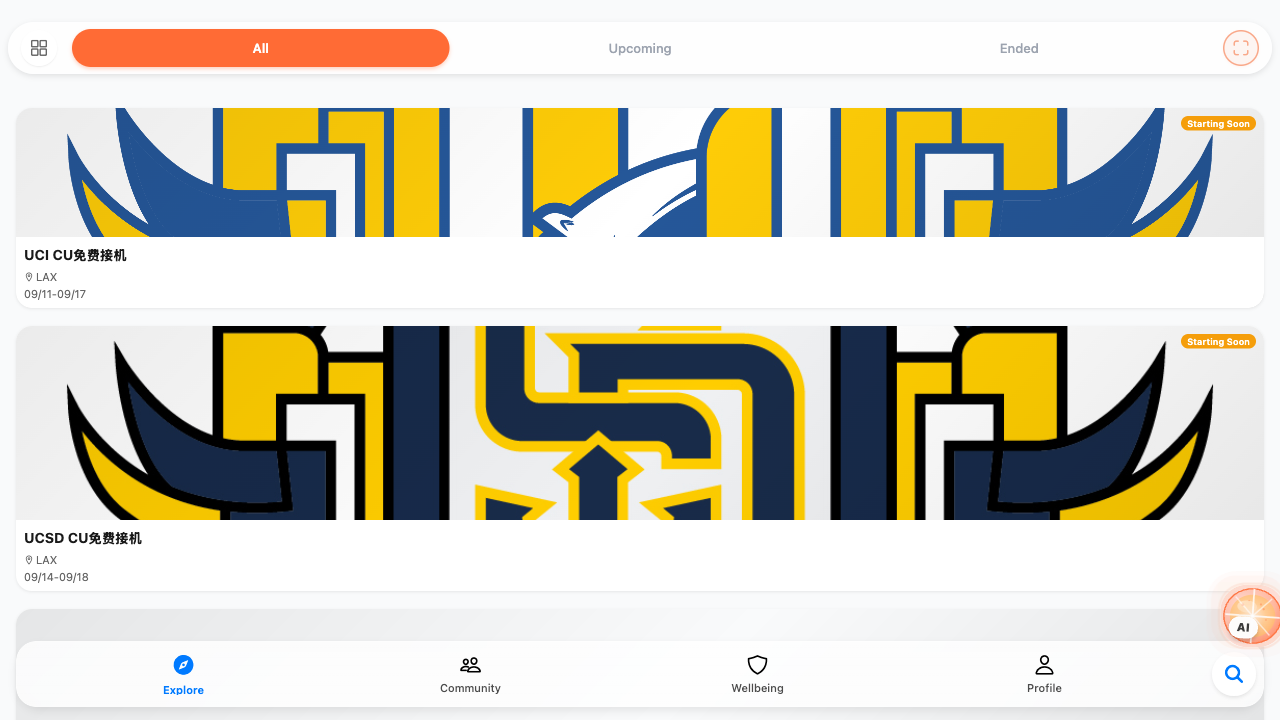 All
Upcoming
Ended
Starting Soon
UCI CU免费接机
LAX
09/11-09/17
Starting Soon
UCSD CU免费接机
LAX
09/14-09/18
AI
Explore
Community
Wellbeing
Profile